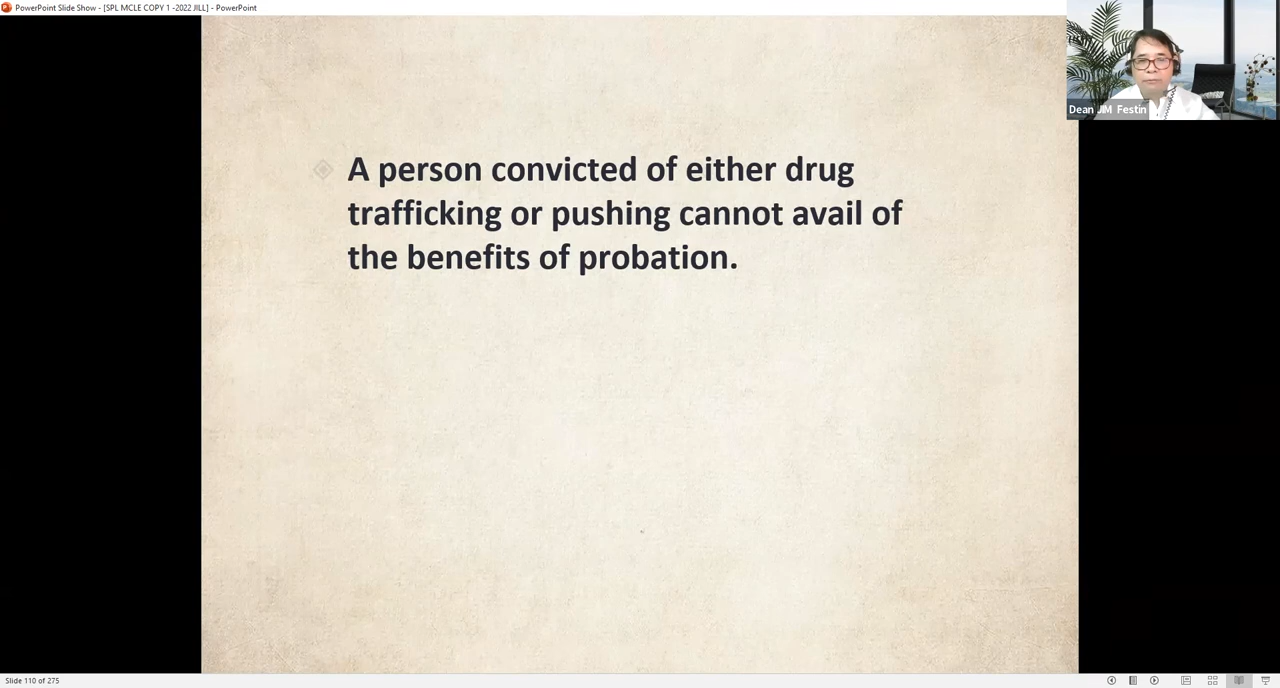 PowerPoint Slide Show - [SPL MCLE COPY 1 -2022 JILL] - PowerPoint
Dean JIM Festin
A person convicted of either drug
trafficking or pushing cannot avail of
the benefits of probation.
Slide 110 of 275